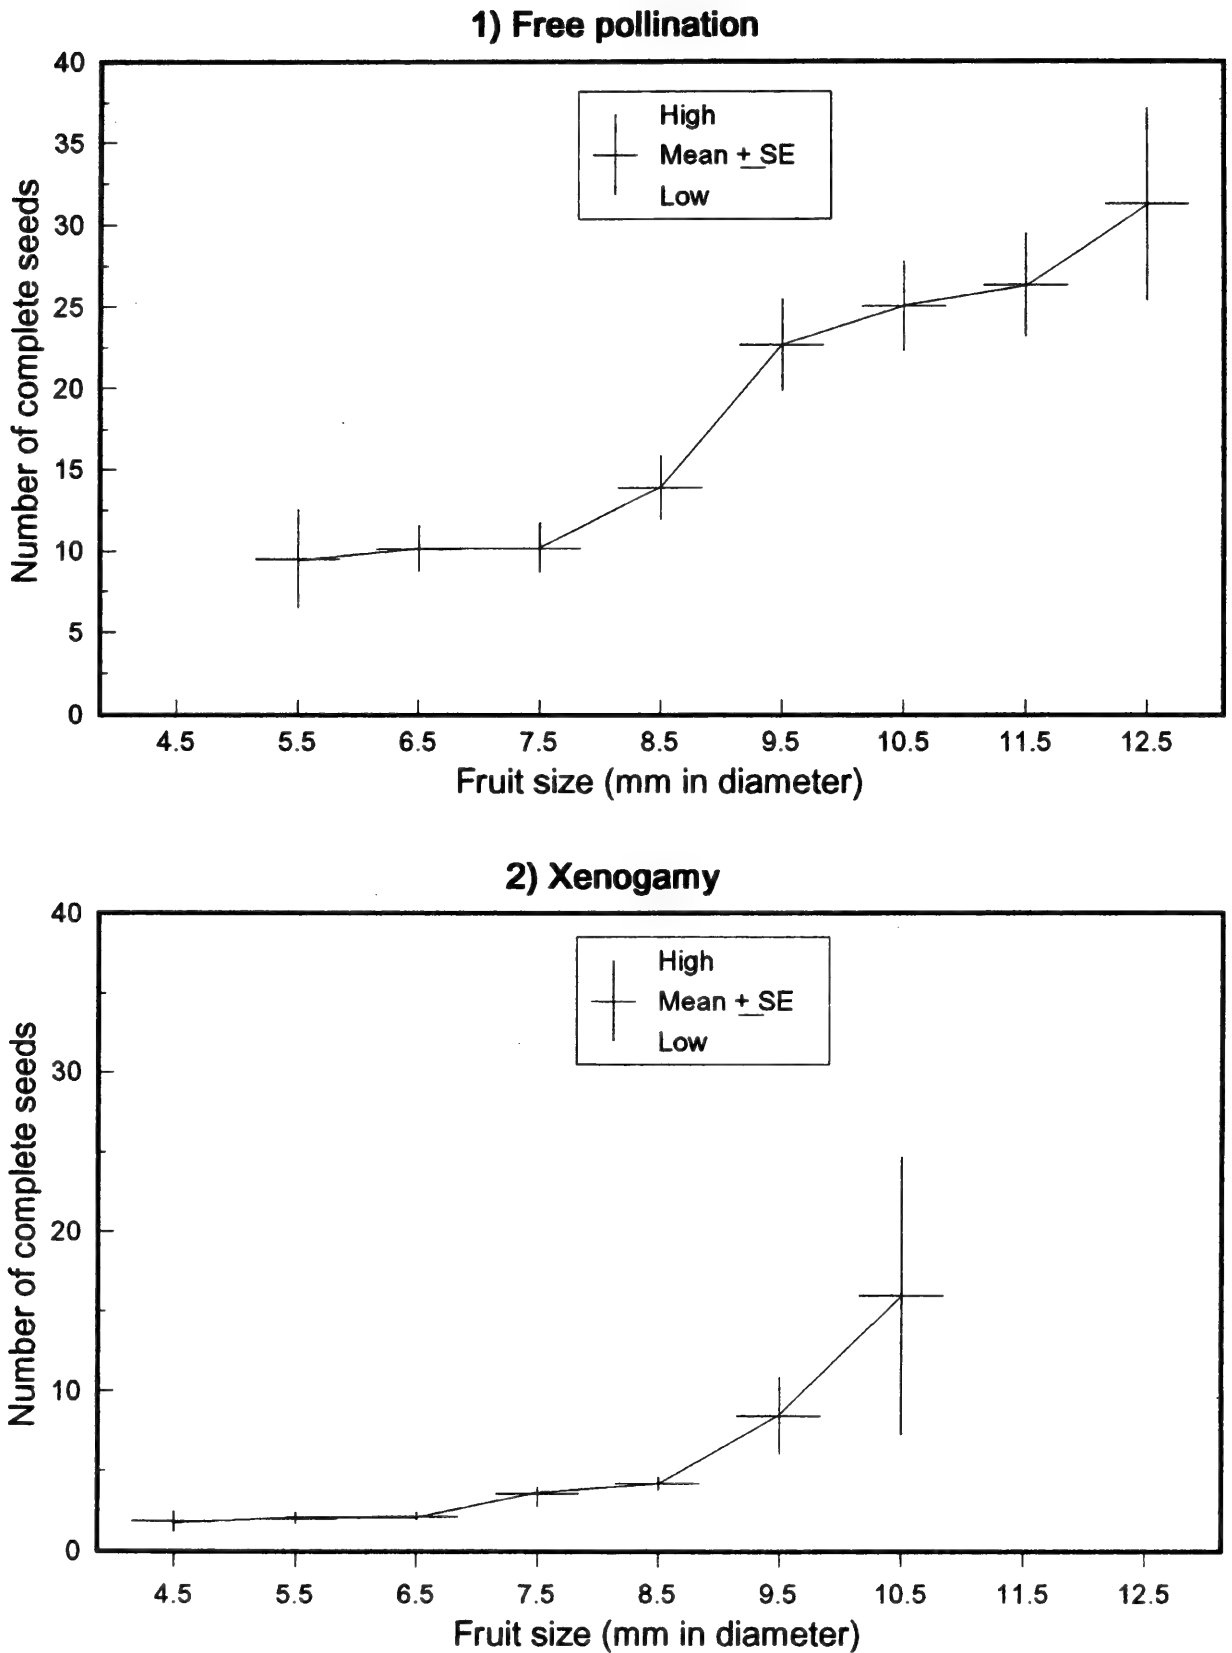 1) Free pollination
40
35
30
25
20
15
10
5
0
Number of complete seeds
High
Mean ± SE
Low
4.5 5.5 6.5 7.5 8.5 9.5 10.5 11.5 12.5
Fruit size (mm in diameter)
2) Xenogamy
40
30
20
10
0
Number of complete seeds
High
Mean ± SE
Low
4.5 5.5 6.5 7.5 8.5 9.5 10.5 11.5 12.5
Fruit size (mm in diameter)